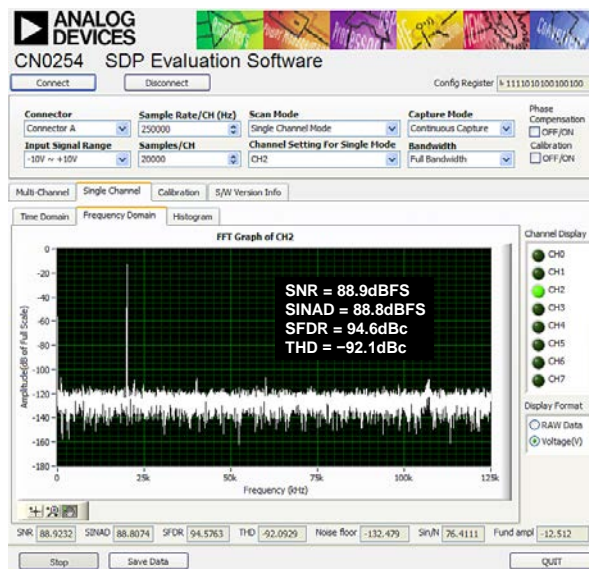 ANALOG
DEVICES
CN0254 SDP Evaluation Software
Connect Disconnect Config Register 1111010100100100
Connector Sample Rate/CH (Hz) Scan Mode Capture Mode Phase Compensation
Connector A 250000 Single Channel Mode Continuous Capture OFF/ON
Input Signal Range Samples/CH Channel Setting For Single Mode Bandwidth Calibration
-10V ~ +10V 20000 CH2 Full Bandwidth OFF/ON
Multi-Channel Single Channel Calibration S/W Version Info
Time Domain Frequency Domain Histogram
FFT Graph of CH2
Channel Display
CH0
CH1
CH2
CH3
CH4
CH5
CH6
CH7
Display Format
RAW Data
Voltage(V)
SNR = 88.9dBFS
SINAD = 88.8dBFS
SFDR = 94.6dBc
THD = −92.1dBc
Amplitude(dB of Full Scale)
0
-20
-40
-60
-80
-100
-120
-140
-160
-180
0 25k 50k 75k 100k 125k
Frequency (kHz)
SNR 88.9232 SINAD 88.8074 SFDR 94.5763 THD -92.0929 Noise floor -132.479 Sin/N 76.4111 Fund ampl -12.512
Stop Save Data QUIT